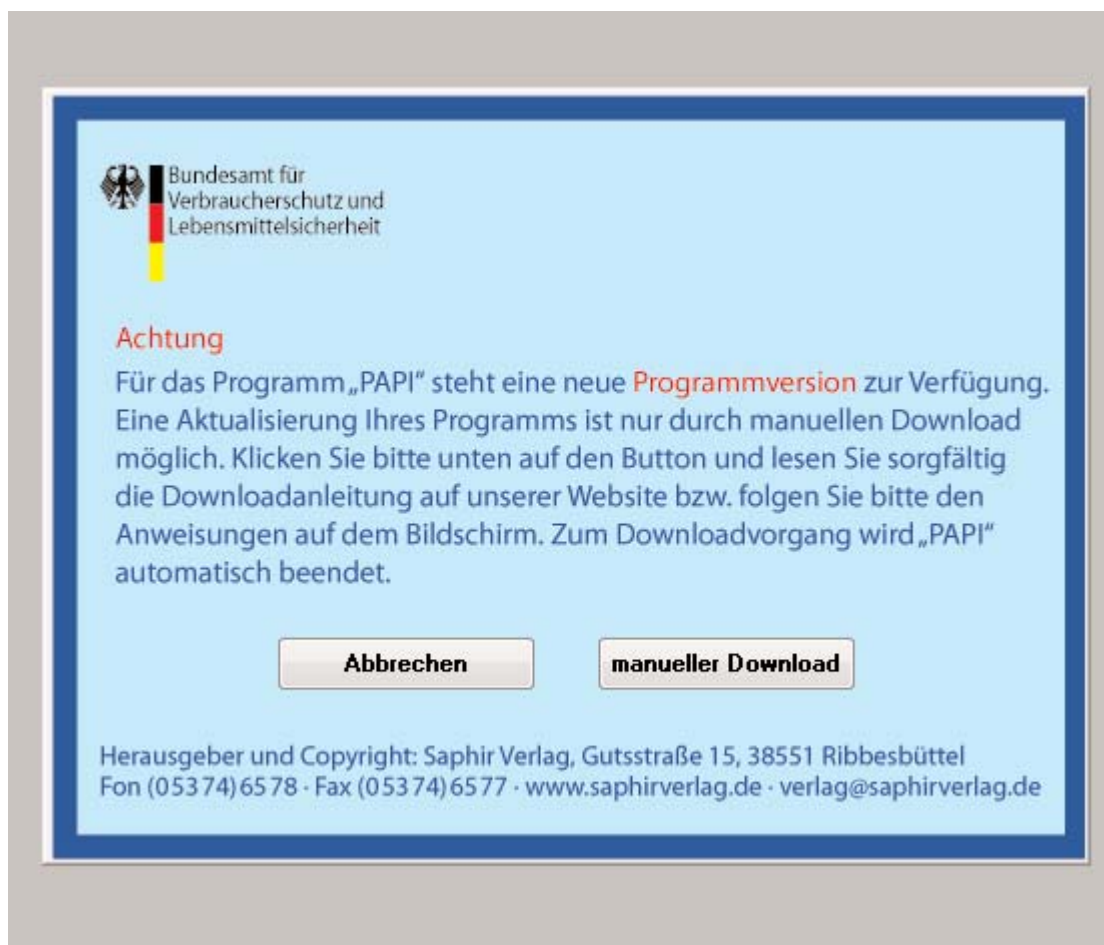 Bundesamt für
Verbraucherschutz und
Lebensmittelsicherheit
Achtung
Für das Programm „PAPI“ steht eine neue Programmversion zur Verfügung.
Eine Aktualisierung Ihres Programms ist nur durch manuellen Download
möglich. Klicken Sie bitte unten auf den Button und lesen Sie sorgfältig
die Downloadanleitung auf unserer Website bzw. folgen Sie bitte den
Anweisungen auf dem Bildschirm. Zum Downloadvorgang wird „PAPI“
automatisch beendet.
Abbrechen manueller Download
Herausgeber und Copyright: Saphir Verlag, Gutsstraße 15, 38551 Ribbesbüttel
Fon (05374) 6578 · Fax (05374) 6577 · www.saphirverlag.de · verlag@saphirverlag.de